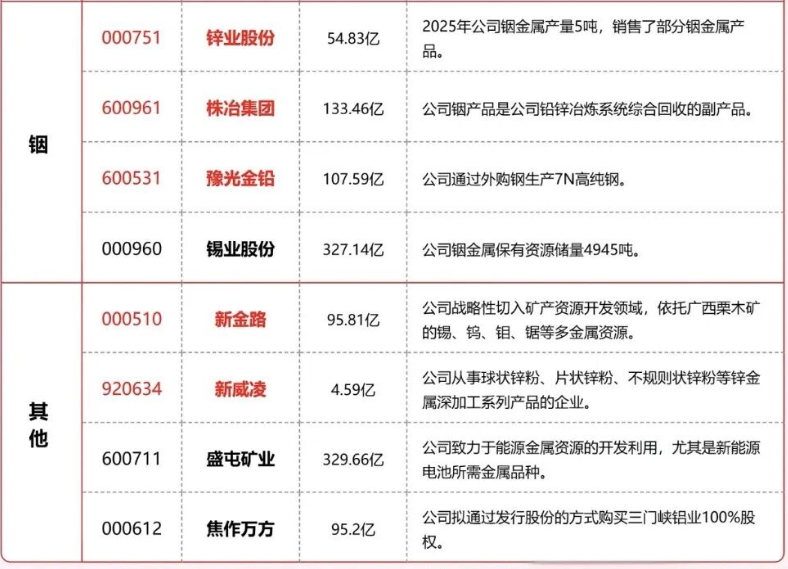 铟
000751 锌业股份 54.83亿 2025年公司铟金属产量5吨，销售了部分铟金属产
品。
600961 株冶集团 133.46亿 公司铟产品是公司铅锌冶炼系统综合回收的副产品。
600531 豫光金铅 107.59亿 公司通过外购钢生产7N高纯钢。
000960 锡业股份 327.14亿 公司铟金属保有资源储量4945吨。
其他
000510 新金路 95.81亿 公司战略性切入矿产资源开发领域，依托广西栗木矿
的锡、钨、钼、锯等多金属资源。
920634 新威凌 4.59亿 公司从事球状锌粉、片状锌粉、不规则状锌粉等锌金
属深加工系列产品的企业。
600711 盛屯矿业 329.66亿 公司致力于能源金属资源的开发利用，尤其是新能源
电池所需金属品种。
000612 焦作万方 95.2亿 公司拟通过发行股份的方式购买三门峡铝业100%股
权。